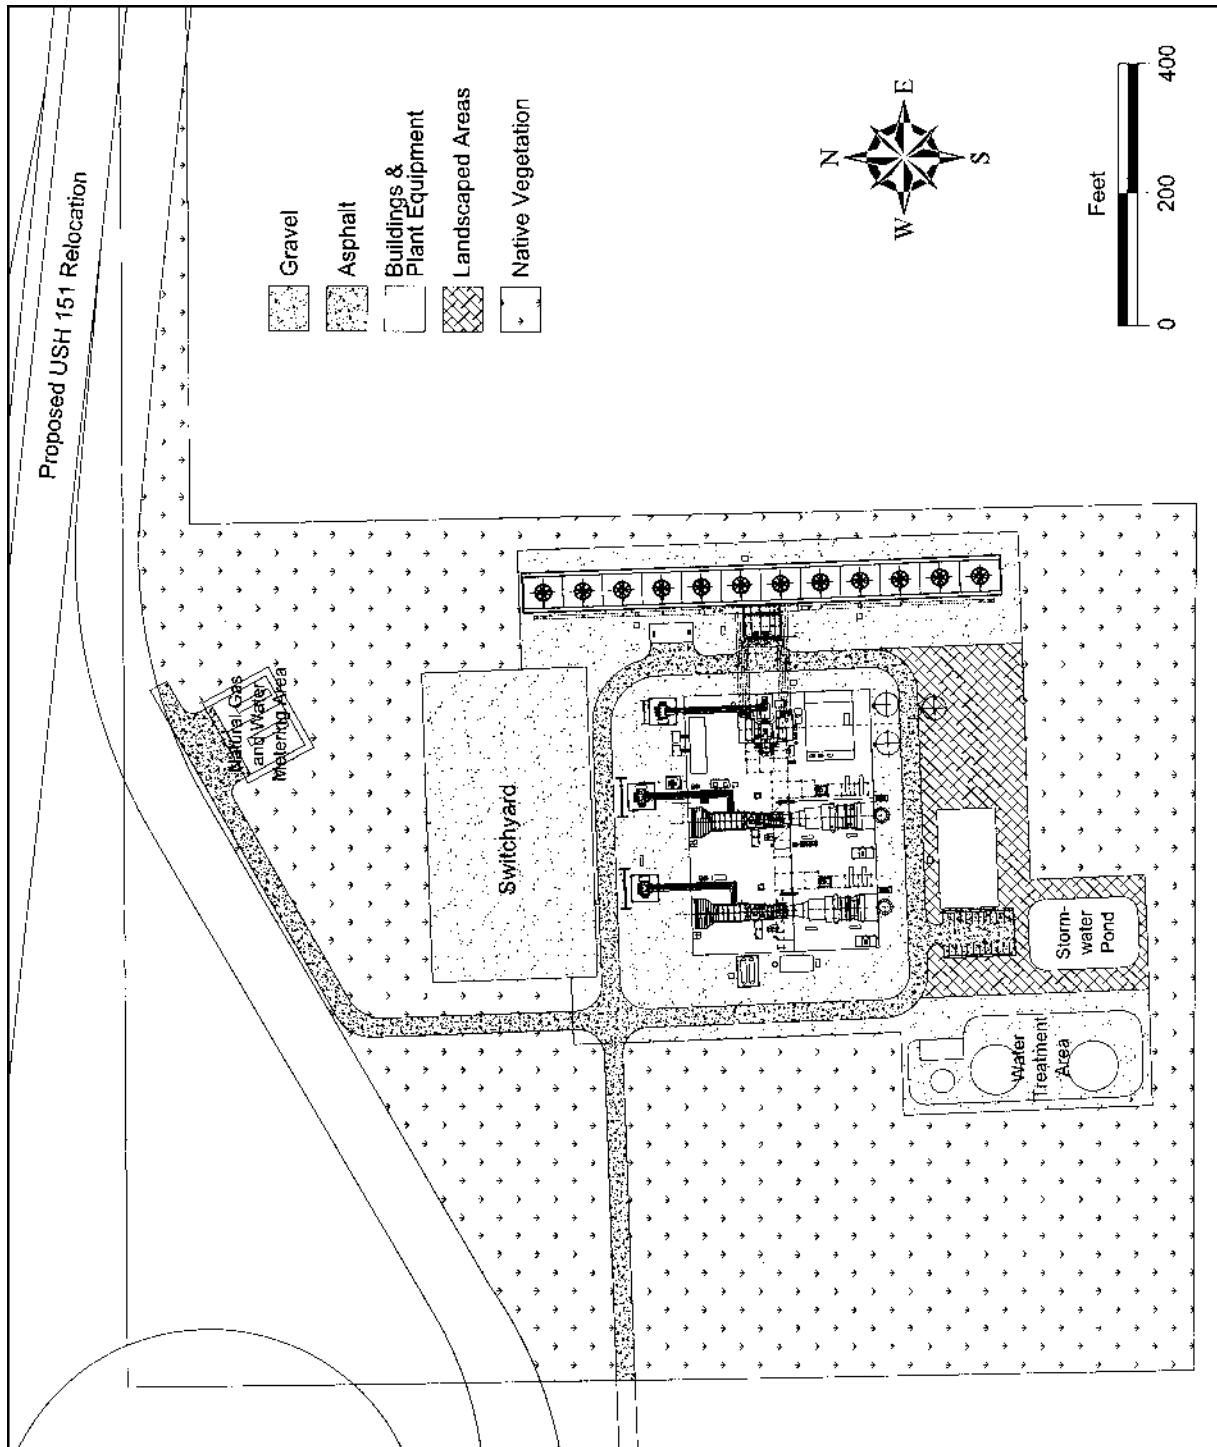 Proposed USH 151 Relocation
Gravel
Asphalt
Buildings &
Plant Equipment
Landscaped Areas
Native Vegetation
N
E
S
W
Feet
0
200
400
Natural Gas
and Water
Metering Area
Switchyard
Storm-
water
Pond
Water
Treatment
Area